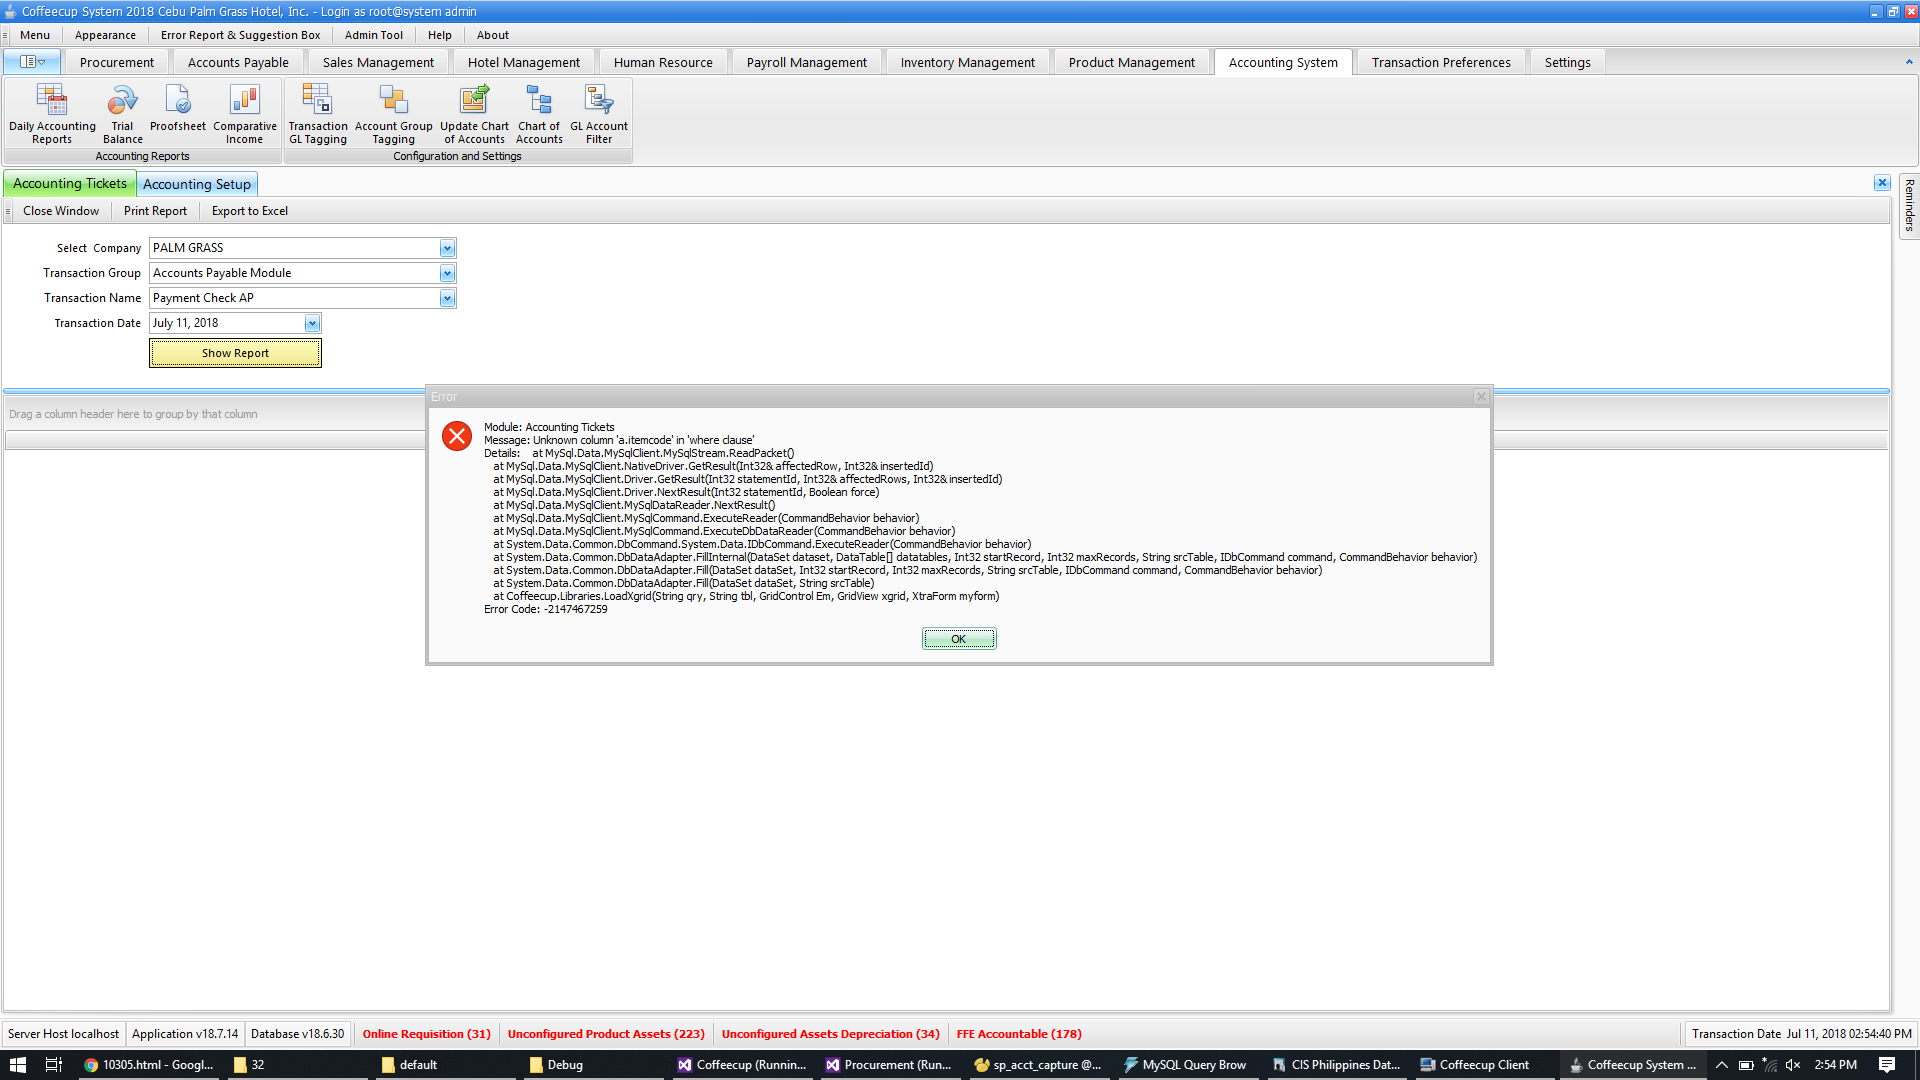 Coffeecup System 2018 Cebu Palm Grass Hotel, Inc. - Login as root@system admin
Menu Appearance Error Report & Suggestion Box Admin Tool Help About
Procurement Accounts Payable Sales Management Hotel Management Human Resource Payroll Management Inventory Management Product Management Accounting System Transaction Preferences Settings
Daily Accounting Reports Trial Balance Proofsheet Comparative Income Transaction GL Tagging Account Group Tagging Update Chart of Accounts Chart of Accounts GL Account Filter
Accounting Reports Configuration and Settings
Accounting Tickets Accounting Setup
Reminders
Close Window Print Report Export to Excel
Select Company PALM GRASS
Transaction Group Accounts Payable Module
Transaction Name Payment Check AP
Transaction Date July 11, 2018
Show Report
Drag a column header here to group by that column
Error
Module: Accounting Tickets
Message: Unknown column 'a.itemcode' in 'where clause'
Details: at MySql.Data.MySqlClient.MySqlStream.ReadPacket()
at MySql.Data.MySqlClient.NativeDriver.GetResult(Int32& affectedRow, Int32& insertedId)
at MySql.Data.MySqlClient.Driver.GetResult(Int32 statementId, Int32& affectedRows, Int32& insertedId)
at MySql.Data.MySqlClient.Driver.NextResult(Int32 statementId, Boolean force)
at MySql.Data.MySqlClient.MySqlDataReader.NextResult()
at MySql.Data.MySqlClient.MySqlCommand.ExecuteReader(CommandBehavior behavior)
at MySql.Data.MySqlClient.MySqlCommand.ExecuteDbDataReader(CommandBehavior behavior)
at System.Data.Common.DbCommand.System.Data.IDbCommand.ExecuteReader(CommandBehavior behavior)
at System.Data.Common.DbDataAdapter.FillInternal(DataSet dataset, DataTable[] datatables, Int32 startRecord, Int32 maxRecords, String srcTable, IDbCommand command, CommandBehavior behavior)
at System.Data.Common.DbDataAdapter.Fill(DataSet dataSet, Int32 startRecord, Int32 maxRecords, String srcTable, IDbCommand command, CommandBehavior behavior)
at System.Data.Common.DbDataAdapter.Fill(DataSet dataSet, String srcTable)
at Coffeecup.Libraries.LoadXgrid(String qry, String tbl, GridControl Em, GridView xgrid, XtraForm myform)
Error Code: -2147467259
OK
Server Host localhost Application v18.7.14 Database v18.6.30 Online Requisition (31) Unconfigured Product Assets (223) Unconfigured Assets Depreciation (34) FFE Accountable (178) Transaction Date Jul 11, 2018 02:54:40 PM
10305.html - Googl... 32 default Debug Coffeecup (Runnin... Procurement (Run... sp_acct_capture @... MySQL Query Brow CIS Philippines Dat... Coffeecup Client Coffeecup System ... 2:54 PM